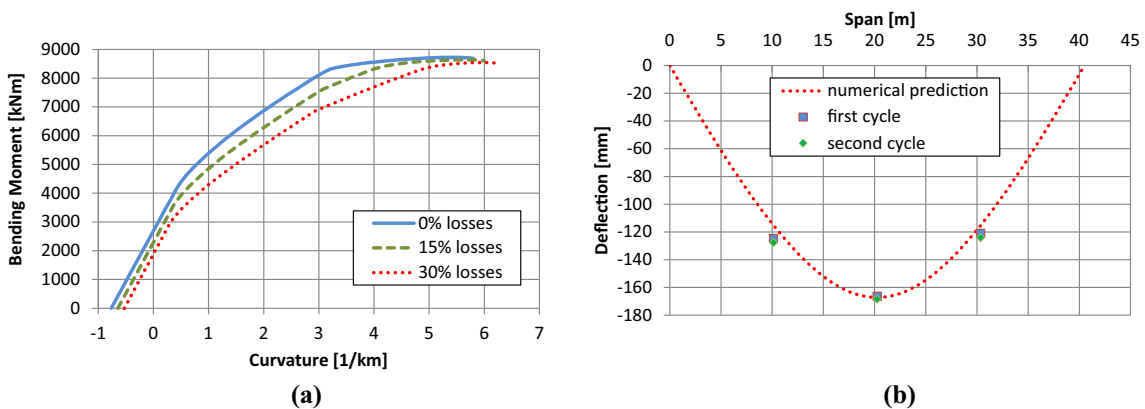 9000
8000
7000
6000
5000
4000
3000
2000
1000
0
Bending Moment [kNm]
0% losses
15% losses
30% losses
-1 0 1 2 3 4 5 6 7
Curvature [1/km]
(a)
Span [m]
0 5 10 15 20 25 30 35 40 45
0
-20
-40
-60
-80
-100
-120
-140
-160
-180
Deflection [mm]
numerical prediction
first cycle
second cycle
(b)